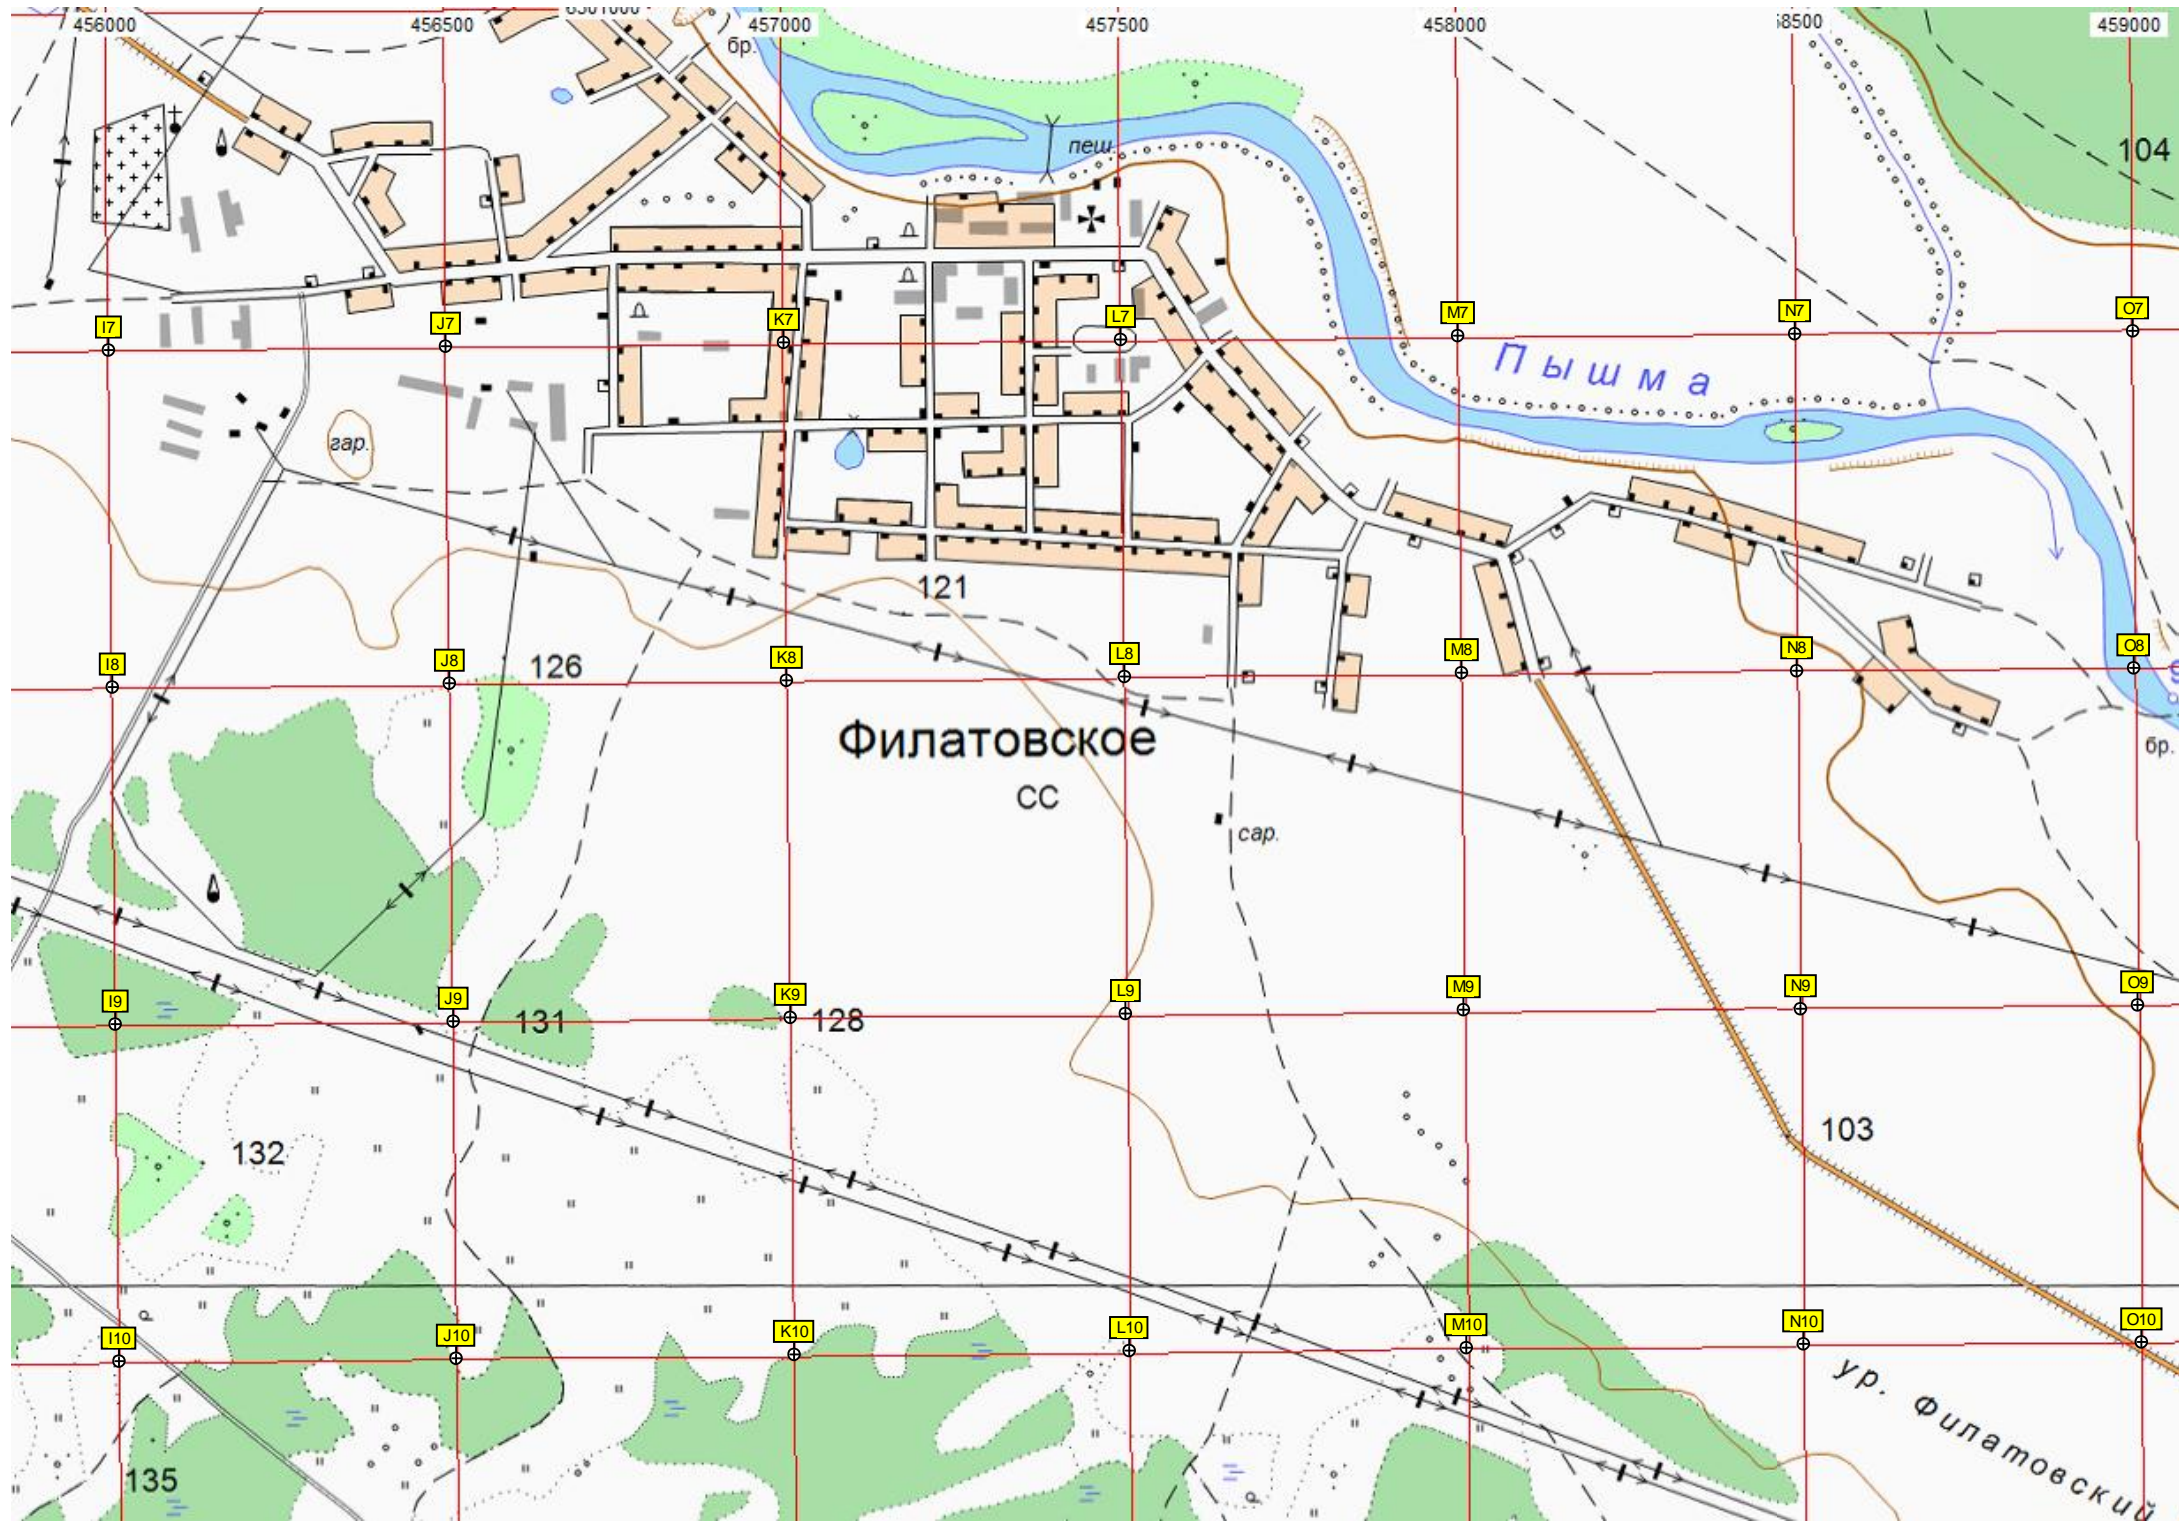 456000 456500 457000 457500 458000 58500 459000
бр.
пеш.
104
I7 J7 K7 L7 M7 N7 O7
Пышма
гар.
121
I8 J8 K8 L8 M8 N8 O8
126
Филатовское
СС
бр.
сар.
I9 J9 K9 L9 M9 N9 O9
131
128
103
132
I10 J10 K10 L10 M10 N10 O10
ур. Филатовский
135